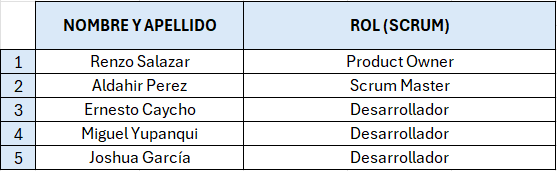 NOMBRE Y APELLIDO ROL (SCRUM)
1 Renzo Salazar Product Owner
2 Aldahir Perez Scrum Master
3 Ernesto Caycho Desarrollador
4 Miguel Yupanqui Desarrollador
5 Joshua García Desarrollador